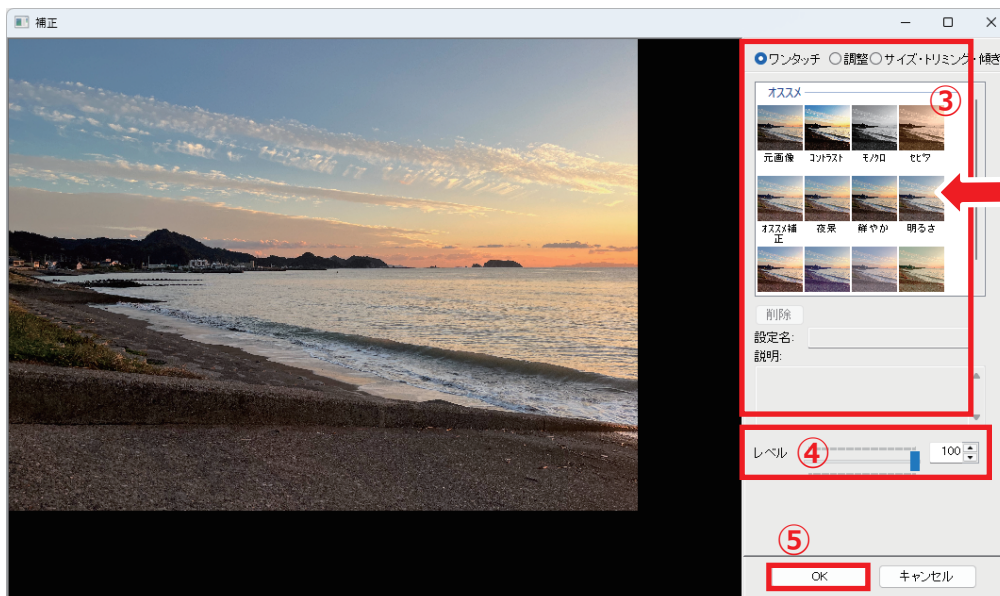 補正
ワンタッチ 調整 サイズ・トリミング・傾き
オススメ
③
元画像 コントラスト モノクロ セピア
オススメ補正 夜景 鮮やか 明るさ
削除
設定名:
説明:
レベル ④ 100
⑤
OK キャンセル